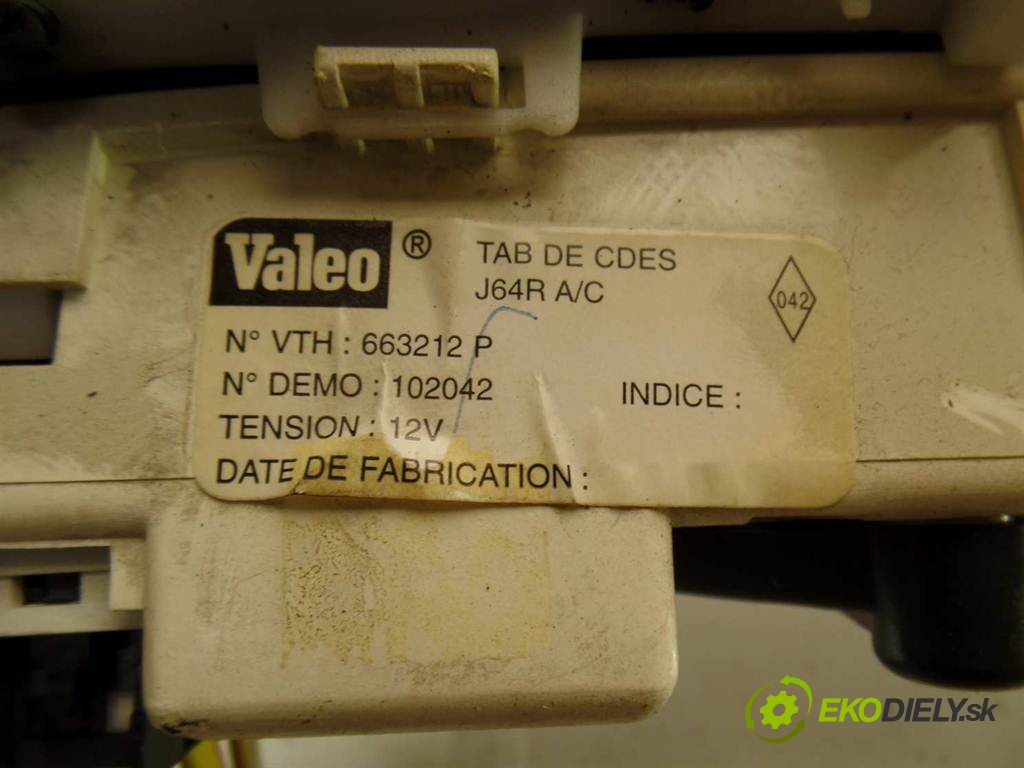 Valeo ® TAB DE CDES
J64R A/C
042
N° VTH : 663212 P
N° DEMO : 102042 INDICE :
TENSION : 12V
DATE DE FABRICATION :
EKODIELY.sk